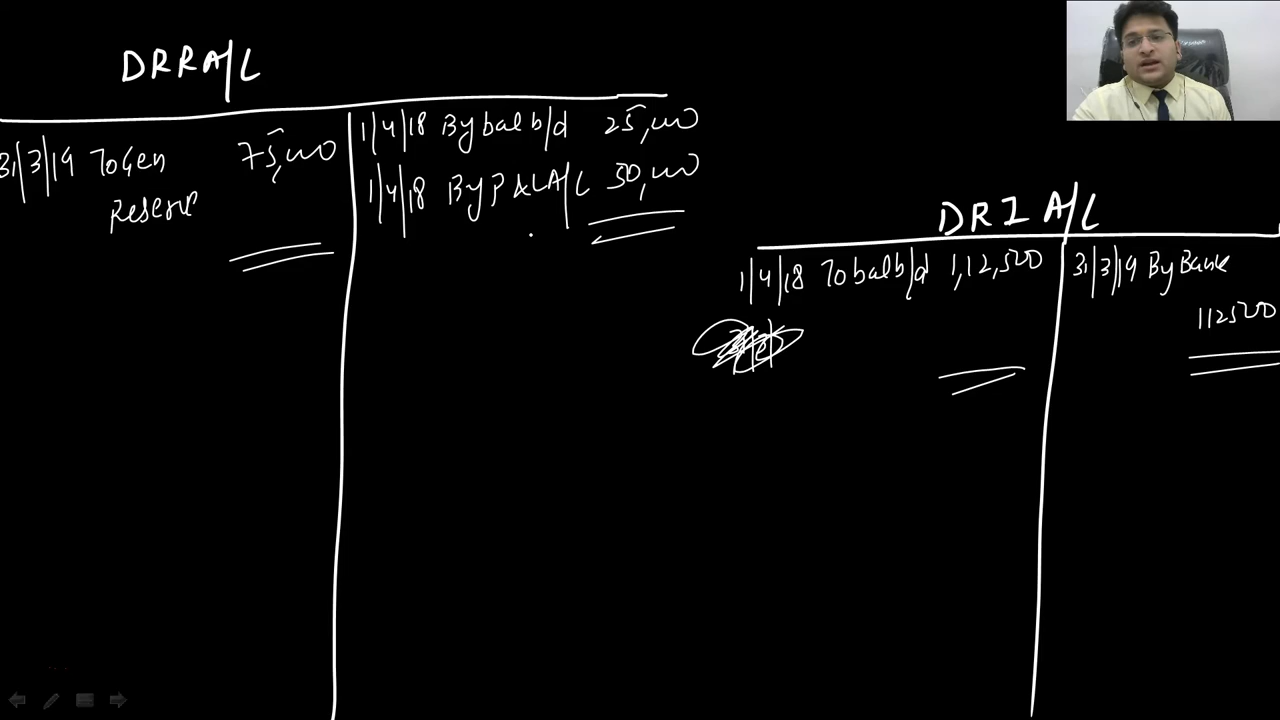 DRR A/C
31/3/19 To Gen 75,000
Reserve
1/4/18 By bal b/d 25,000
1/4/18 By P & L A/C 50,000
DRI A/C
1/4/18 To bal b/d 1,12,500
31/3/19 By Bank
112500